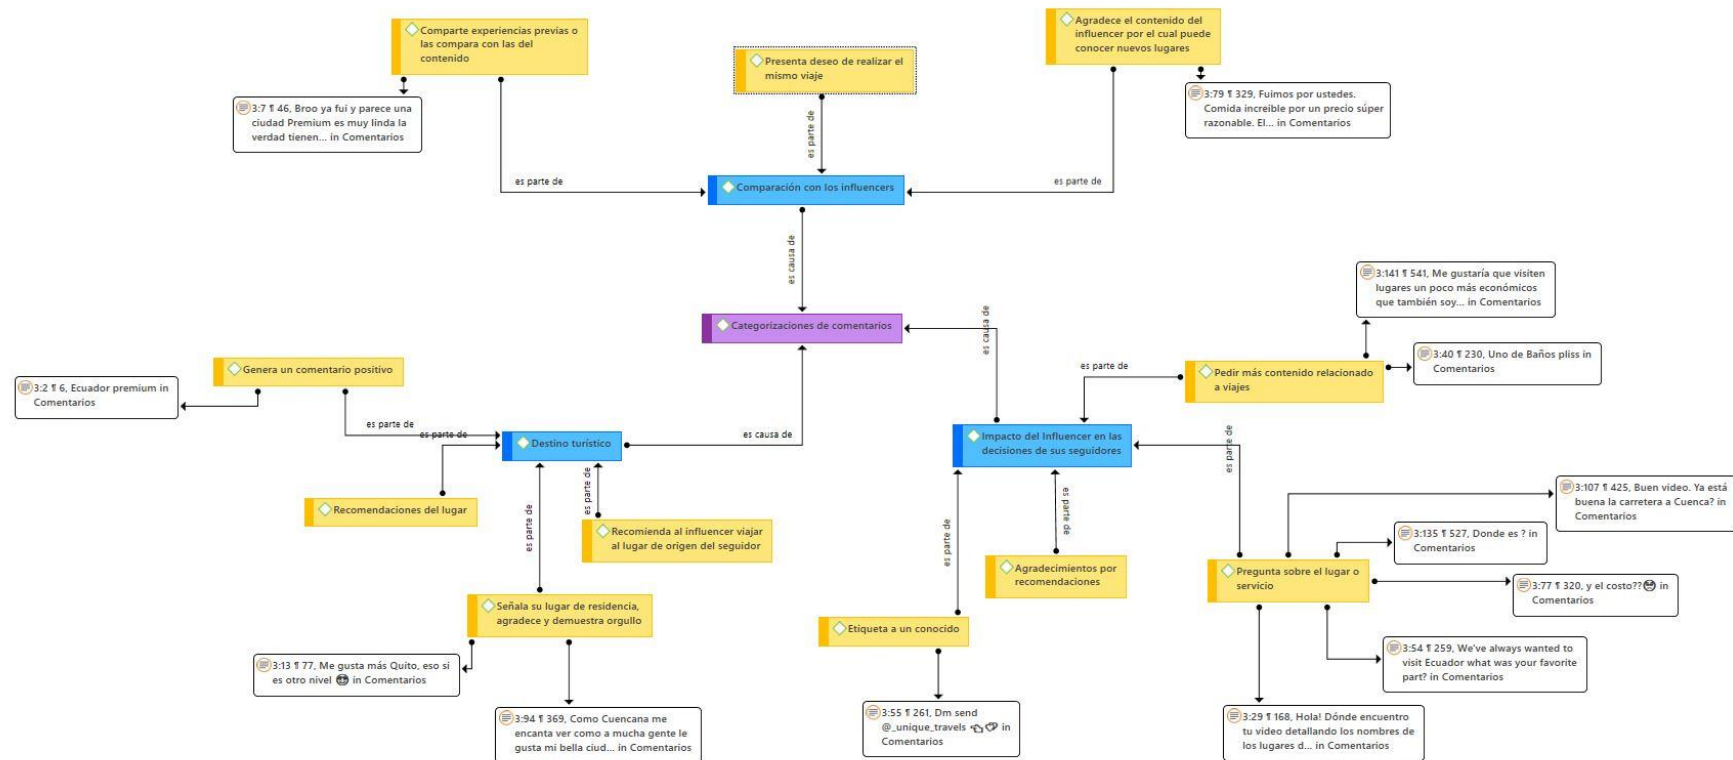 Comparte experiencias previas o
las compara con las del
contenido
Presenta deseo de realizar el
mismo viaje
Agradece el contenido del
influencer por el cual puede
conocer nuevos lugares
3:7 ¶ 46, Broo ya fui y parece una
ciudad Premium es muy linda la
verdad tienen... in Comentarios
3:79 ¶ 329, Fuimos por ustedes.
Comida increible por un precio súper
razonable. El... in Comentarios
es parte de
es parte de
es parte de
Comparación con los influencers
es causa de
Categorizaciones de comentarios
es causa de
3:141 ¶ 541, Me gustaría que visiten
lugares un poco más económicos
que también soy... in Comentarios
3:40 ¶ 230, Uno de Baños pliss in
Comentarios
Genera un comentario positivo
3:2 ¶ 6, Ecuador premium in
Comentarios
es parte de
Pedir más contenido relacionado
a viajes
es parte de
es parte de
Destino turístico
es causa de
Impacto del Influencer en las
decisiones de sus seguidores
es parte de
Recomendaciones del lugar
es parte de
es parte de
Recomienda al influencer viajar
al lugar de origen del seguidor
es parte de
es parte de
3:107 ¶ 425, Buen video. Ya está
buena la carretera a Cuenca? in
Comentarios
3:135 ¶ 527, Donde es ? in
Comentarios
Agradecimientos por
recomendaciones
Pregunta sobre el lugar o
servicio
3:77 ¶ 320, y el costo?? in
Comentarios
Señala su lugar de residencia,
agradece y demuestra orgullo
Etiqueta a un conocido
3:54 ¶ 259, We've always wanted to
visit Ecuador what was your favorite
part? in Comentarios
3:13 ¶ 77, Me gusta más Quito, eso si
es otro nivel 😎 in Comentarios
3:94 ¶ 369, Como Cuencana me
encanta ver como a mucha gente le
gusta mi bella ciud... in Comentarios
3:55 ¶ 261, Dm send
@_unique_travels in
Comentarios
3:29 ¶ 168, Hola! Dónde encuentro
tu video detallando los nombres de
los lugares d... in Comentarios